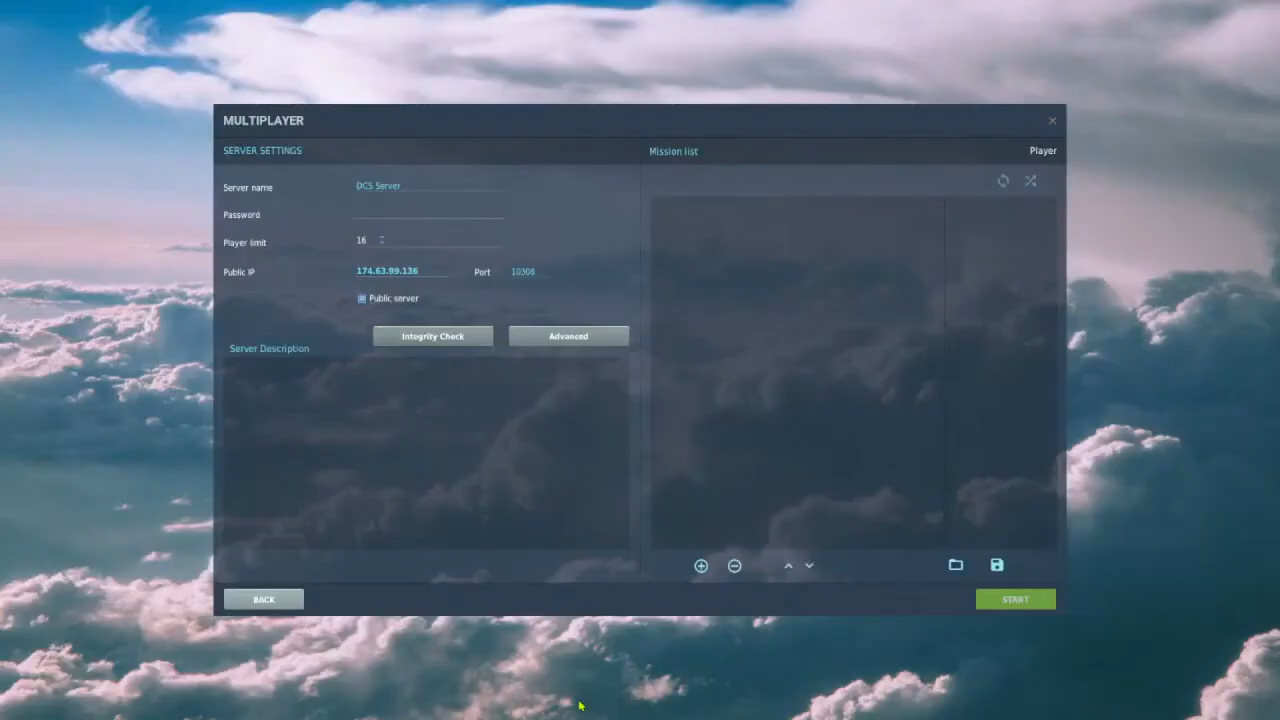 MULTIPLAYER
SERVER SETTINGS
Mission list
Player
Server name DCS Server
Password
Player limit 16
Public IP 174.63.99.136 Port 10308
Public server
Integrity Check Advanced
Server Description
BACK
START